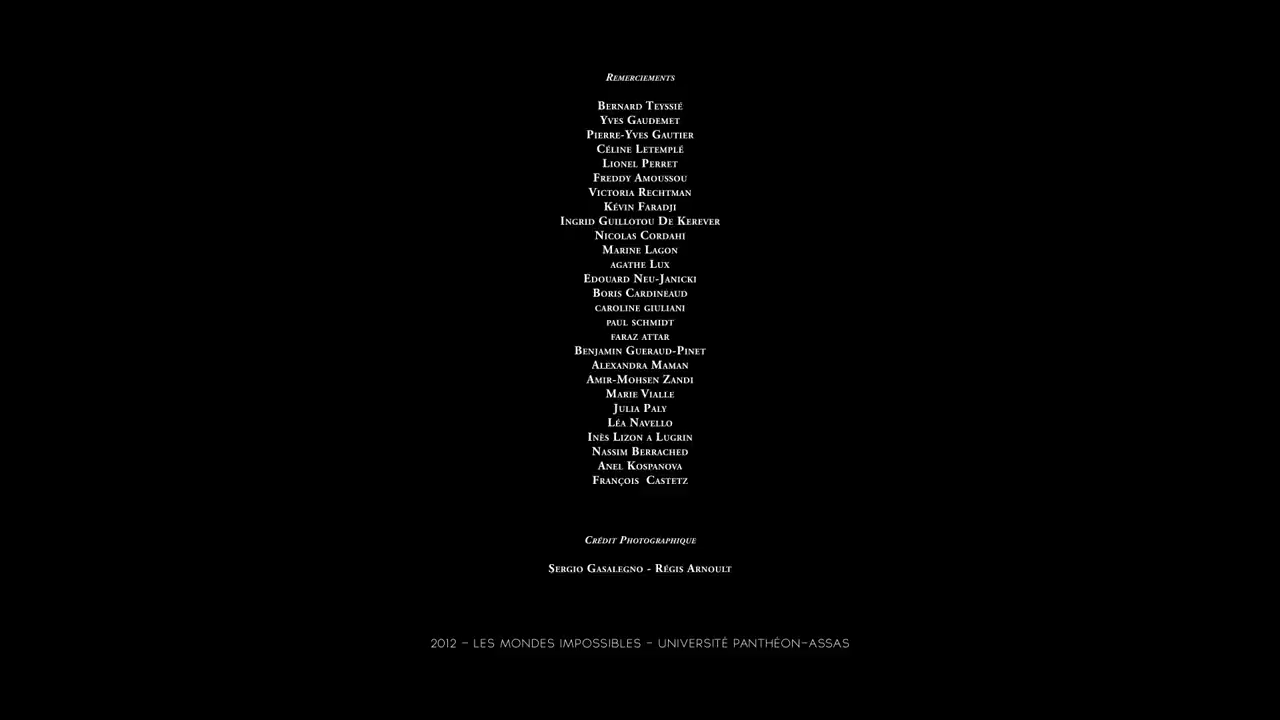 Remerciements
Bernard Teyssié
Yves Gaudemet
Pierre-Yves Gautier
Céline Letemplé
Lionel Perret
Freddy Amoussou
Victoria Rechtman
Kévin Faradji
Ingrid Guillotou De Kerever
Nicolas Cordahi
Marine Lagon
agathe Lux
Edouard Neu-Janicki
Boris Cardineaud
caroline giuliani
paul schmidt
faraz attar
Benjamin Gueraud-Pinet
Alexandra Maman
Amir-Mohsen Zandi
Marie Vialle
Julia Paly
Léa Navello
Inès Lizon a Lugrin
Nassim Berrached
Anel Kospanova
François Castetz
Crédit Photographique
Sergio Gasalegno - Régis Arnoult
2012 - LES MONDES IMPOSSIBLES - UNIVERSITÉ PANTHÉON-ASSAS